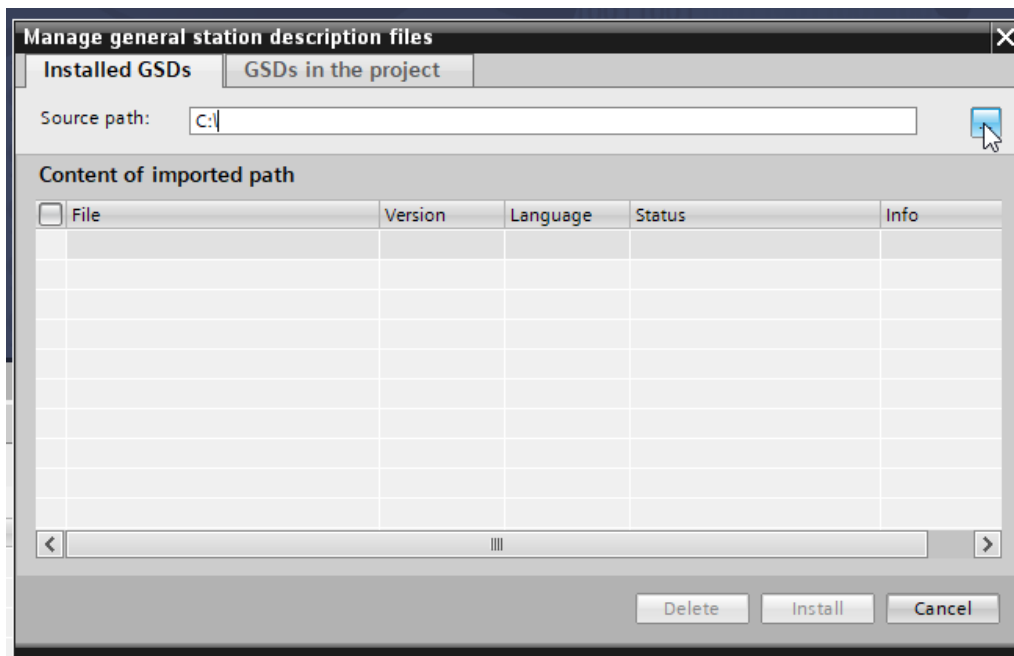 Manage general station description files
Installed GSDs GSDs in the project
Source path: C:\
Content of imported path
File Version Language Status Info
Delete Install Cancel